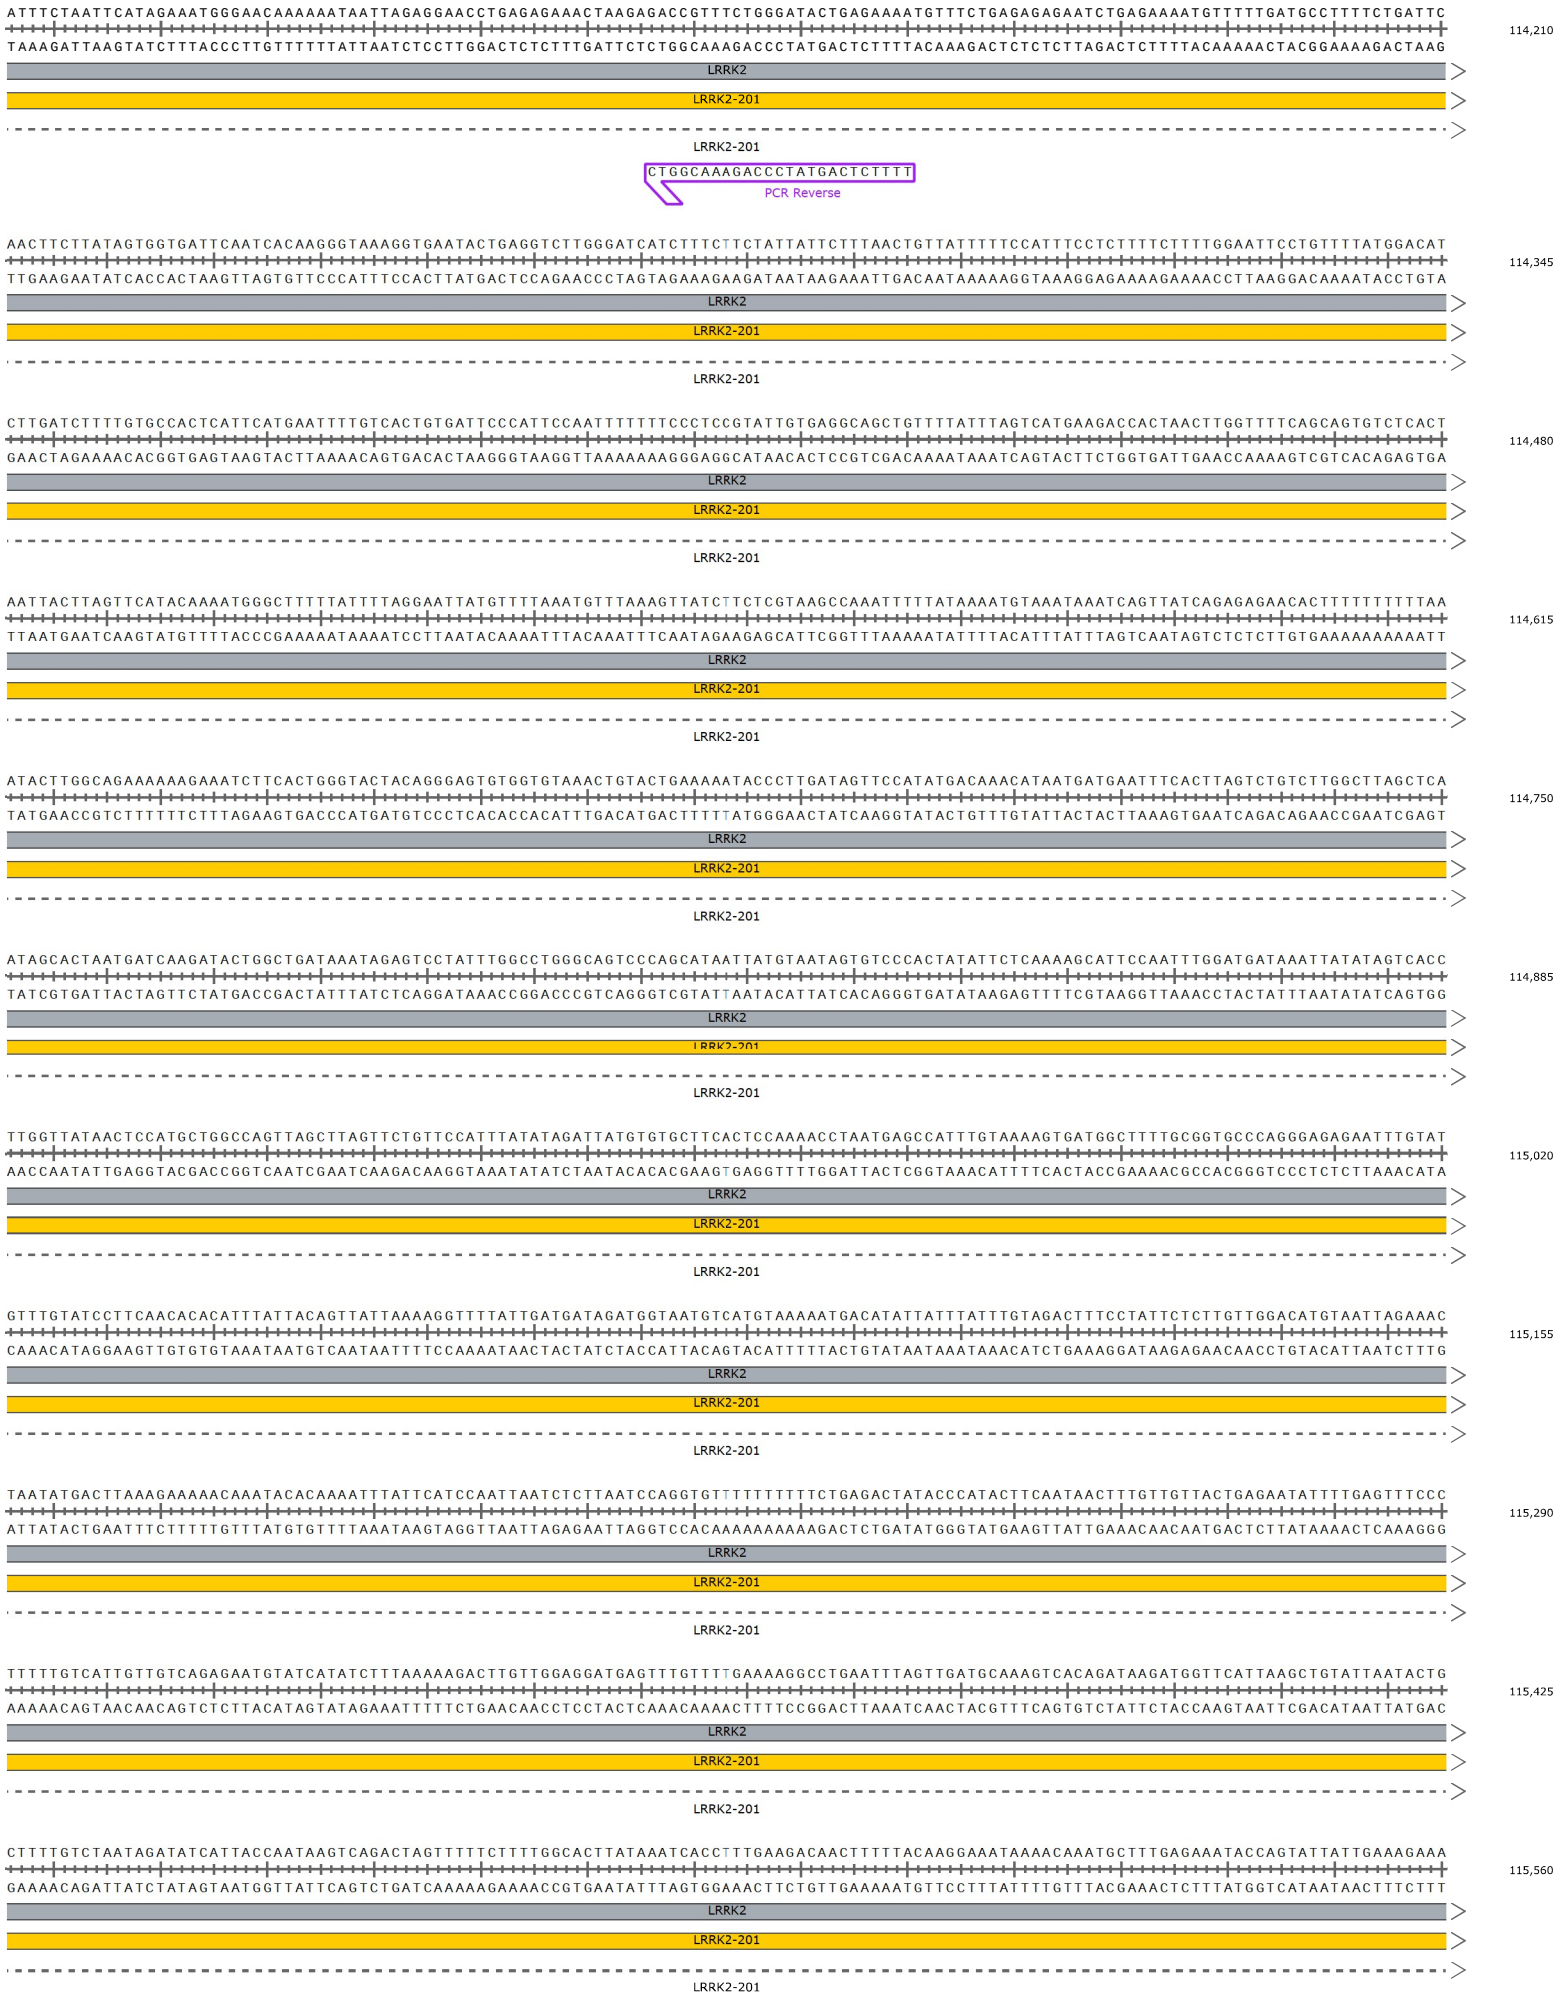 ATTTCTAATTCATAGAAATGGGAACAAAAAATAATTAGAGGAACCTGAGAGAAACTAAGAGACCGTTTCTGGGATACTGAGAAAATGTTTCTGAGAGAGAATCTGAGAAAATGTTTTTGATGCCTTTTCTGATTC
114,210
TAAAGATTAAGTATCTTTACCCTTGTTTTTTATTAATCTCCTTGGACTCTCTTTGATTCTCTGGCAAAGACCCTATGACTCTTTTACAAAGACTCTCTCTTAGACTCTTTTACAAAAACTACGGAAAAGACTAAG
LRRK2
LRRK2-201
LRRK2-201
CTGGCAAAGACCCTATGACTCTTTT
PCR Reverse
AACTTCTTATAGTGGTGATTCAATCACAAGGGTAAAGGTGAATACTGAGGTCTTGGGATCATCTTTCTTCTATTATTCTTTAACTGTTATTTTTCCATTTCCTCTTTTCTTTTGGAATTCCTGTTTTATGGACAT
114,345
TTGAAGAATATCACCACTAAGTTAGTGTTCCCATTTCCACTTATGACTCCAGAACCCTAGTAGAAAGAAGATAATAAGAAATTGACAATAAAAAGGTAAAGGAGAAAAGAAAACCTTAAGGACAAAATACCTGTA
LRRK2
LRRK2-201
LRRK2-201
CTTGATCTTTTGTGCCACTCATTCATGAATTTTGTCACTGTGATTCCCATTCCAATTTTTTTCCCTCCGTATTGTGAGGCAGCTGTTTTATTTAGTCATGAAGACCACTAACTTGGTTTTCAGCAGTGTCTCACT
114,480
GAACTAGAAAACACGGTGAGTAAGTACTTAAAACAGTGACACTAAGGGTAAGGTTAAAAAAAGGGAGGCATAACACTCCGTCGACAAAATAAATCAGTACTTCTGGTGATTGAACCAAAAGTCGTCACAGAGTGA
LRRK2
LRRK2-201
LRRK2-201
AATTACTTAGTTCATACAAAATGGGCTTTTTATTTTAGGAATTATGTTTTAAATGTTTAAAGTTATCTTCTCGTAAGCCAAATTTTTATAAAATGTAAATAAATCAGTTATCAGAGAGAACACTTTTTTTTTTAA
114,615
TTAATGAATCAAGTATGTTTTACCCGAAAAATAAAATCCTTAATACAAAATTTACAAATTTCAATAGAAGAGCATTCGGTTTAAAAATATTTTACATTTATTTAGTCAATAGTCTCTCTTGTGAAAAAAAAAATT
LRRK2
LRRK2-201
LRRK2-201
ATACTTGGCAGAAAAAAGAAATCTTCACTGGGTACTACAGGGAGTGTGGTGTAAACTGTACTGAAAAATACCCTTGATAGTTCCATATGACAAACATAATGATGAATTTCACTTAGTCTGTCTTGGCTTAGCTCA
114,750
TATGAACCGTCTTTTTTCTTTAGAAGTGACCCATGATGTCCCTCACACCACATTTGACATGACTTTTTATGGGAACTATCAAGGTATACTGTTTGTATTACTACTTAAAGTGAATCAGACAGAACCGAATCGAGT
LRRK2
LRRK2-201
LRRK2-201
ATAGCACTAATGATCAAGATACTGGCTGATAAATAGAGTCCTATTTGGCCTGGGCAGTCCCAGCATAATTATGTAATAGTGTCCCACTATATTCTCAAAAGCATTCCAATTTGGATGATAAATTATATAGTCACC
114,885
TATCGTGATTACTAGTTCTATGACCGACTATTTATCTCAGGATAAACCGGACCCGTCAGGGTCGTATTAATACATTATCACAGGGTGATATAAGAGTTTTCGTAAGGTTAAACCTACTATTTAATATATCAGTGG
LRRK2
LRRK2-201
LRRK2-201
TTGGTTATAACTCCATGCTGGCCAGTTAGCTTAGTTCTGTTCCATTTATATAGATTATGTGTGCTTCACTCCAAAACCTAATGAGCCATTTGTAAAAGTGATGGCTTTTGCGGTGCCCAGGGAGAGAATTTGTAT
115,020
AACCAATATTGAGGTACGACCGGTCAATCGAATCAAGACAAGGTAAATATATCTAATACACACGAAGTGAGGTTTTGGATTACTCGGTAAACATTTTCACTACCGAAAACGCCACGGGTCCCTCTCTTAAACATA
LRRK2
LRRK2-201
LRRK2-201
GTTTGTATCCTTCAACACACATTTATTACAGTTATTAAAAGGTTTTATTGATGATAGATGGTAATGTCATGTAAAAATGACATATTATTTATTTGTAGACTTTCCTATTCTCTTGTTGGACATGTAATTAGAAAC
115,155
CAAACATAGGAAGTTGTGTGTAAATAATGTCAATAATTTTCCAAAATAACTACTATCTACCATTACAGTACATTTTTACTGTATAATAAATAAACATCTGAAAGGATAAGAGAACAACCTGTACATTAATCTTTG
LRRK2
LRRK2-201
LRRK2-201
TAATATGACTTAAAGAAAAACAAATACACAAAATTTATTCATCCAATTAATCTCTTAATCCAGGTGTTTTTTTTTTCTGAGACTATACCCATACTTCAATAACTTTGTTGTTACTGAGAATATTTTGAGTTTCCC
115,290
ATTATACTGAATTTCTTTTTGTTTATGTGTTTTAAATAAGTAGGTTAATTAGAGAATTAGGTCCACAAAAAAAAAAGACTCTGATATGGGTATGAAGTTATTGAAACAACAATGACTCTTATAAAACTCAAAGGG
LRRK2
LRRK2-201
LRRK2-201
TTTTTGTCATTGTTGTCAGAGAATGTATCATATCTTTAAAAAGACTTGTTGGAGGATGAGTTTGTTTTGAAAAGGCCTGAATTTAGTTGATGCAAAGTCACAGATAAGATGGTTCATTAAGCTGTATTAATACTG
115,425
AAAAACAGTAACAACAGTCTCTTACATAGTATAGAAATTTTTCTGAACAACCTCCTACTCAAACAAAACTTTTCCGGACTTAAATCAACTACGTTTCAGTGTCTATTCTACCAAGTAATTCGACATAATTATGAC
LRRK2
LRRK2-201
LRRK2-201
CTTTTGTCTAATAGATATCATTACCAATAAGTCAGACTAGTTTTTCTTTTGGCACTTATAAATCACCTTTGAAGACAACTTTTTACAAGGAAATAAAACAAATGCTTTGAGAAATACCAGTATTATTGAAAGAAA
115,560
GAAAACAGATTATCTATAGTAATGGTTATTCAGTCTGATCAAAAAGAAAACCGTGAATATTTAGTGGAAACTTCTGTTGAAAAATGTTCCTTTATTTTGTTTACGAAACTCTTTATGGTCATAATAACTTTCTTT
LRRK2
LRRK2-201
LRRK2-201